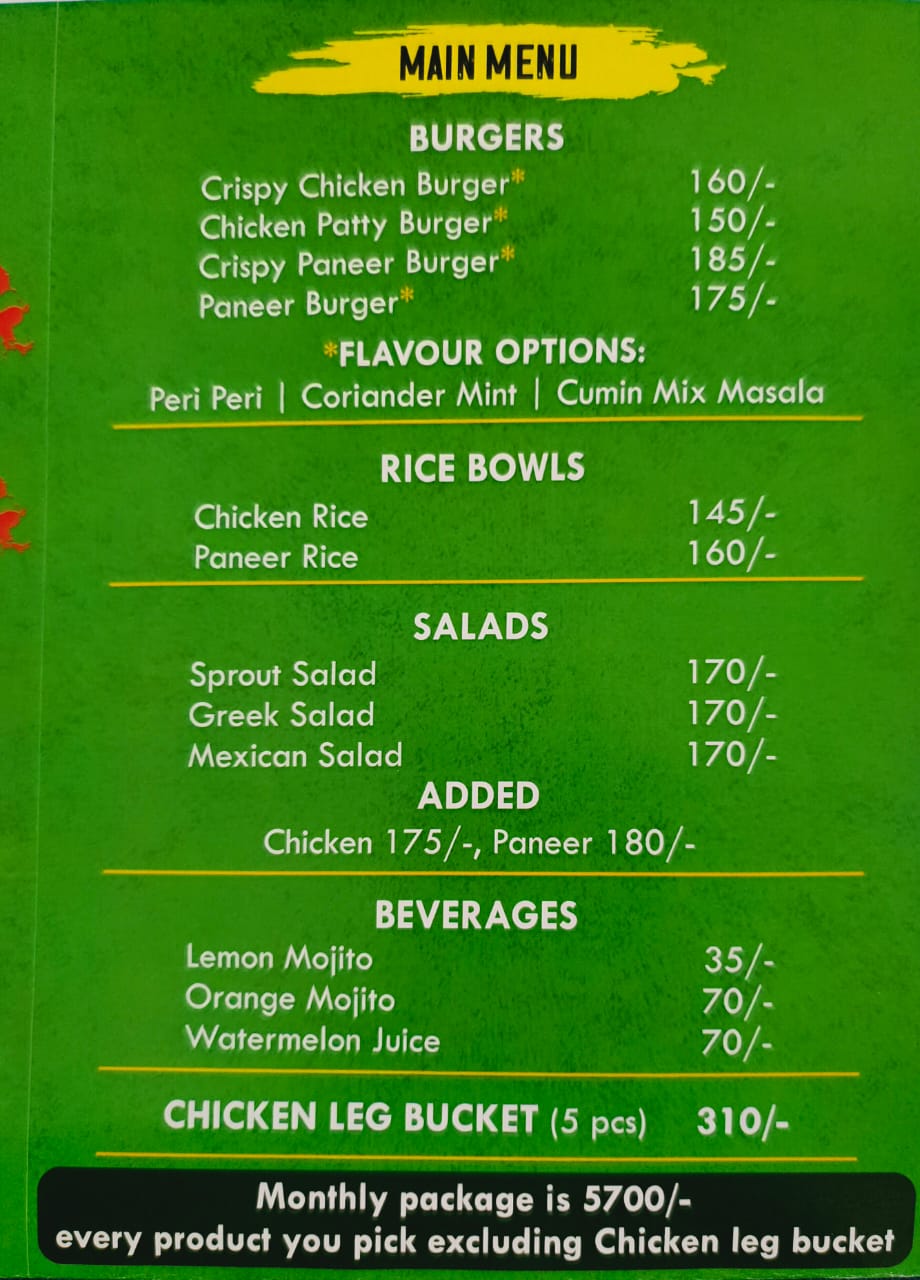 MAIN MENU
BURGERS
Crispy Chicken Burger* 160/-
Chicken Patty Burger* 150/-
Crispy Paneer Burger* 185/-
Paneer Burger* 175/-
*FLAVOUR OPTIONS:
Peri Peri | Coriander Mint | Cumin Mix Masala
RICE BOWLS
Chicken Rice 145/-
Paneer Rice 160/-
SALADS
Sprout Salad 170/-
Greek Salad 170/-
Mexican Salad 170/-
ADDED
Chicken 175/-, Paneer 180/-
BEVERAGES
Lemon Mojito 35/-
Orange Mojito 70/-
Watermelon Juice 70/-
CHICKEN LEG BUCKET (5 pcs) 310/-
Monthly package is 5700/-
every product you pick excluding Chicken leg bucket